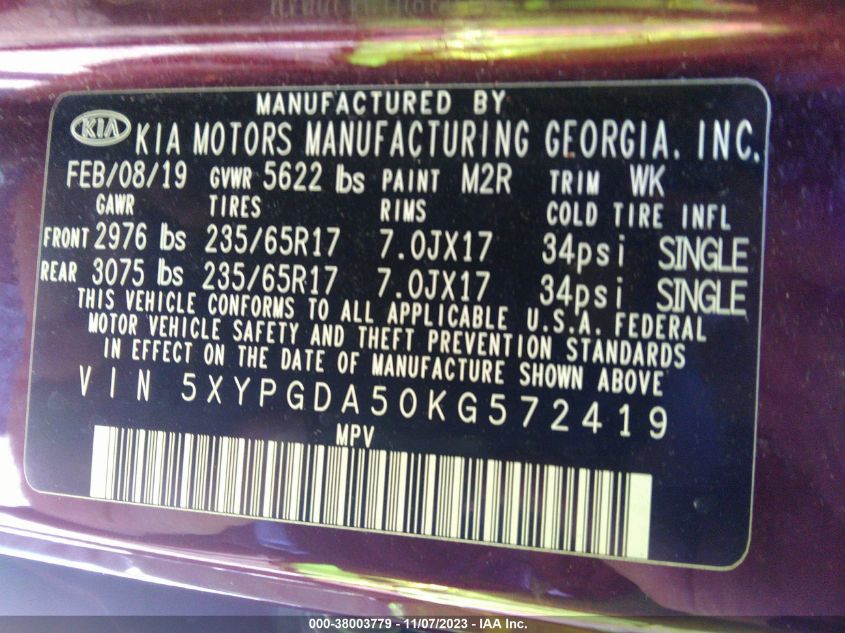 MANUFACTURED BY
KIA KIA MOTORS MANUFACTURING GEORGIA, INC.
FEB/08/19 GVWR 5622 lbs PAINT M2R TRIM WK
GAWR TIRES RIMS COLD TIRE INFL
FRONT 2976 lbs 235/65R17 7.0JX17 34psi SINGLE
REAR 3075 lbs 235/65R17 7.0JX17 34psi SINGLE
THIS VEHICLE CONFORMS TO ALL APPLICABLE U.S.A. FEDERAL
MOTOR VEHICLE SAFETY AND THEFT PREVENTION STANDARDS
IN EFFECT ON THE DATE OF MANUFACTURE SHOWN ABOVE
VIN 5XYPGDA50KG572419
MPV
000-38003779 - 11/07/2023 - IAA Inc.